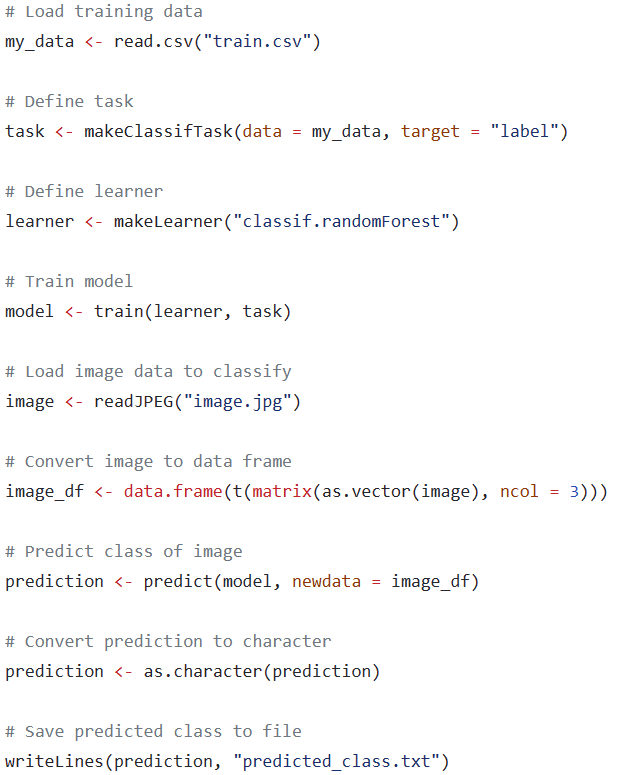 # Load training data
my_data <- read.csv("train.csv")
# Define task
task <- makeClassifTask(data = my_data, target = "label")
# Define learner
learner <- makeLearner("classif.randomForest")
# Train model
model <- train(learner, task)
# Load image data to classify
image <- readJPEG("image.jpg")
# Convert image to data frame
image_df <- data.frame(t(matrix(as.vector(image), ncol = 3)))
# Predict class of image
prediction <- predict(model, newdata = image_df)
# Convert prediction to character
prediction <- as.character(prediction)
# Save predicted class to file
writeLines(prediction, "predicted_class.txt")